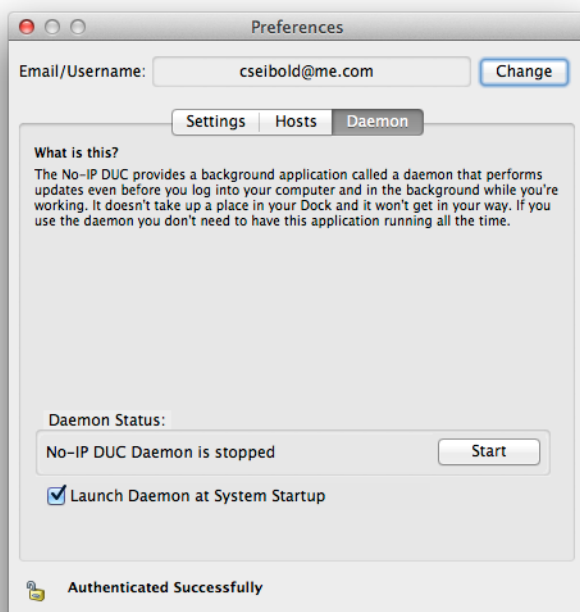 Preferences
Email/Username: cseibold@me.com Change
Settings Hosts Daemon
What is this?
The No-IP DUC provides a background application called a daemon that performs
updates even before you log into your computer and in the background while you're
working. It doesn't take up a place in your Dock and it won't get in your way. If you
use the daemon you don't need to have this application running all the time.
Daemon Status:
No-IP DUC Daemon is stopped Start
Launch Daemon at System Startup
Authenticated Successfully